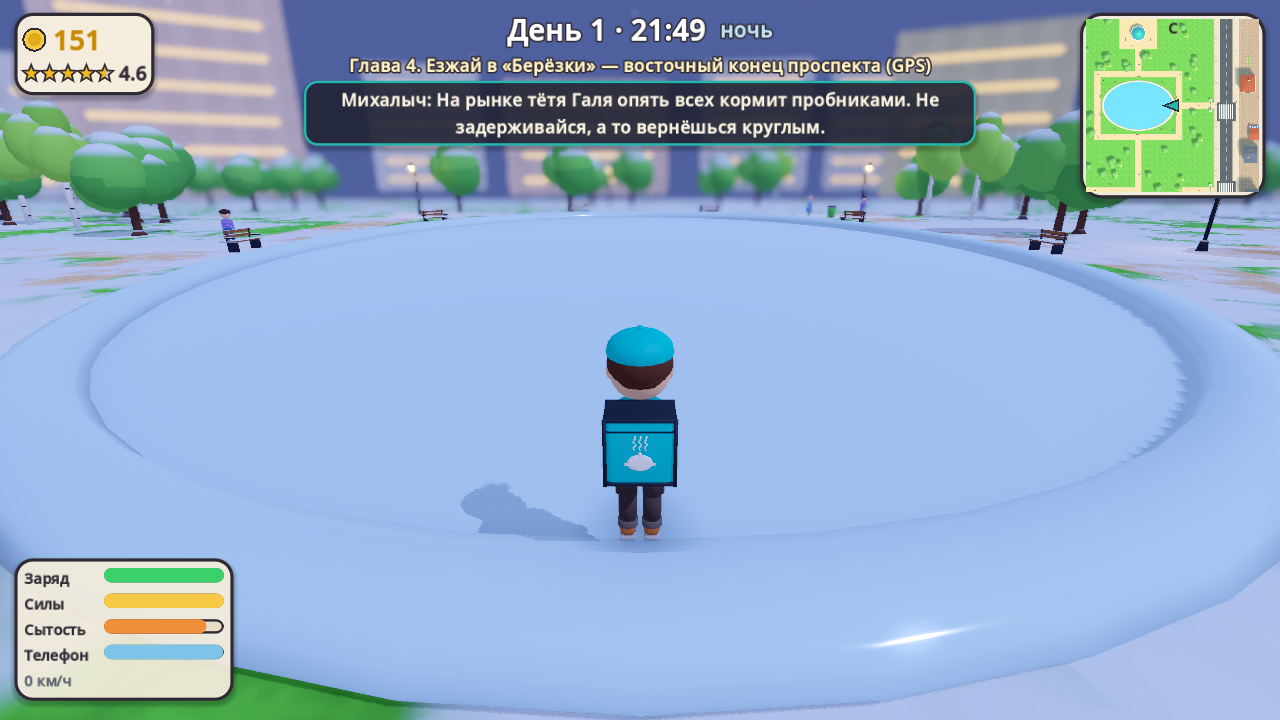 151
4.6
День 1 · 21:49 ночь
Глава 4. Езжай в «Берёзки» — восточный конец проспекта (GPS)
Михалыч: На рынке тётя Галя опять всех кормит пробниками. Не
задерживайся, а то вернёшься круглым.
С
Заряд
Силы
Сытость
Телефон
0 км/ч